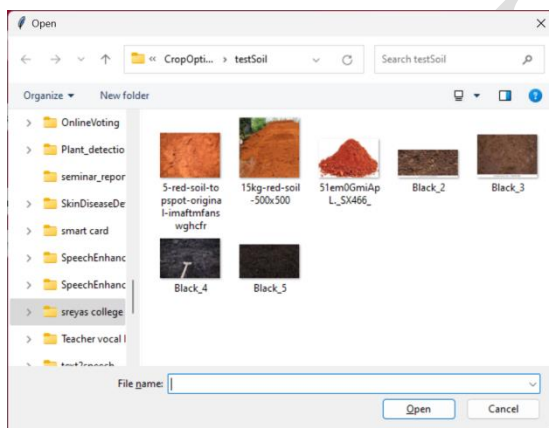 Open
CropOpti... › testSoil
Search testSoil
Organize
New folder
OnlineVoting
Plant_detectio
seminar_repor
SkinDiseaseDe
smart card
SpeechEnhanc
SpeechEnhanc
sreyas college
Teacher vocal l
text2speech
5-red-soil-to
pspot-origina
l-imaftmfans
wghcfr
15kg-red-soil
-500x500
51em0GmiAp
L._SX466_
Black_2
Black_3
Black_4
Black_5
File name:
Open
Cancel